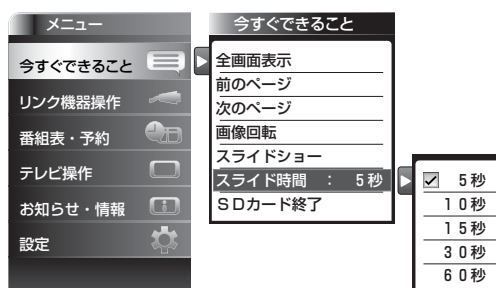 メニュー
今すぐできること
リンク機器操作
番組表・予約
テレビ操作
お知らせ・情報
設定
今すぐできること
全画面表示
前のページ
次のページ
画像回転
スライドショー
スライド時間 : 5秒
SDカード終了
5秒
10秒
15秒
30秒
60秒